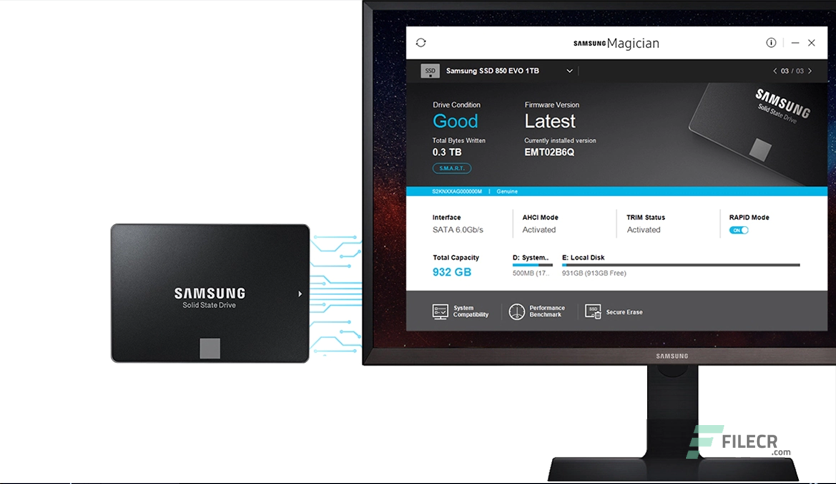 SAMSUNG Magician
SSD
Samsung SSD 850 EVO 1TB
03 / 03
Drive Condition
Good
Total Bytes Written
0.3 TB
S.M.A.R.T.
Firmware Version
Latest
Currently installed version
EMT02B6Q
SAMSUNG
Solid State Drive
S2KNXXAG000000M | Genuine
Interface
SATA 6.0Gb/s
AHCI Mode
Activated
TRIM Status
Activated
RAPID Mode
ON
Total Capacity
932 GB
D: System..
500MB (17..
E: Local Disk
931GB (913GB Free)
System
Compatibility
Performance
Benchmark
SSD
Secure Erase
SAMSUNG
Solid State Drive
SAMSUNG
FILECR
.com